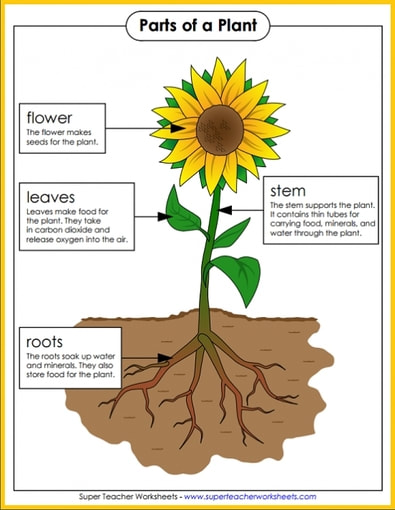 Parts of a Plant
flower
The flower makes
seeds for the plant.
leaves
Leaves make food for
the plant. They take
in carbon dioxide and
release oxygen into the air.
stem
The stem supports the plant.
It contains thin tubes for
carrying food, minerals, and
water through the plant.
roots
The roots soak up water
and minerals. They also
store food for the plant.
Super Teacher Worksheets - www.superteacherworksheets.com